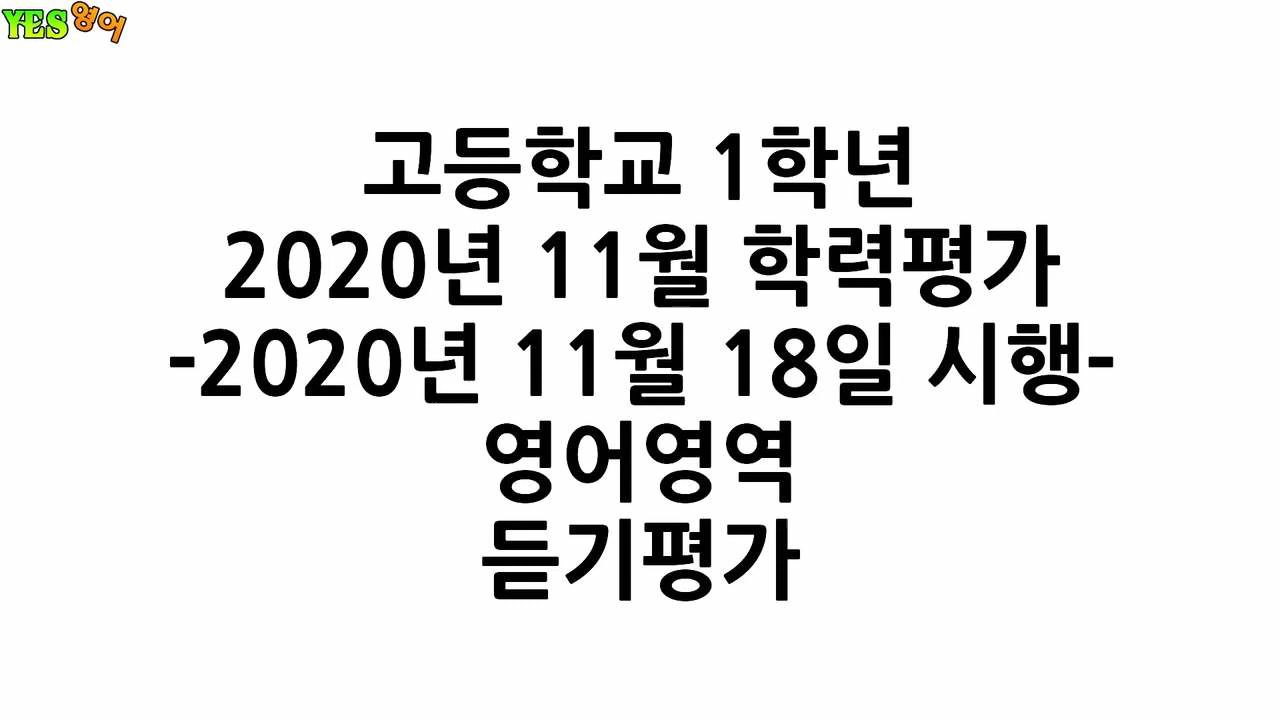 YES영어
고등학교 1학년
2020년 11월 학력평가
-2020년 11월 18일 시행-
영어영역
듣기평가